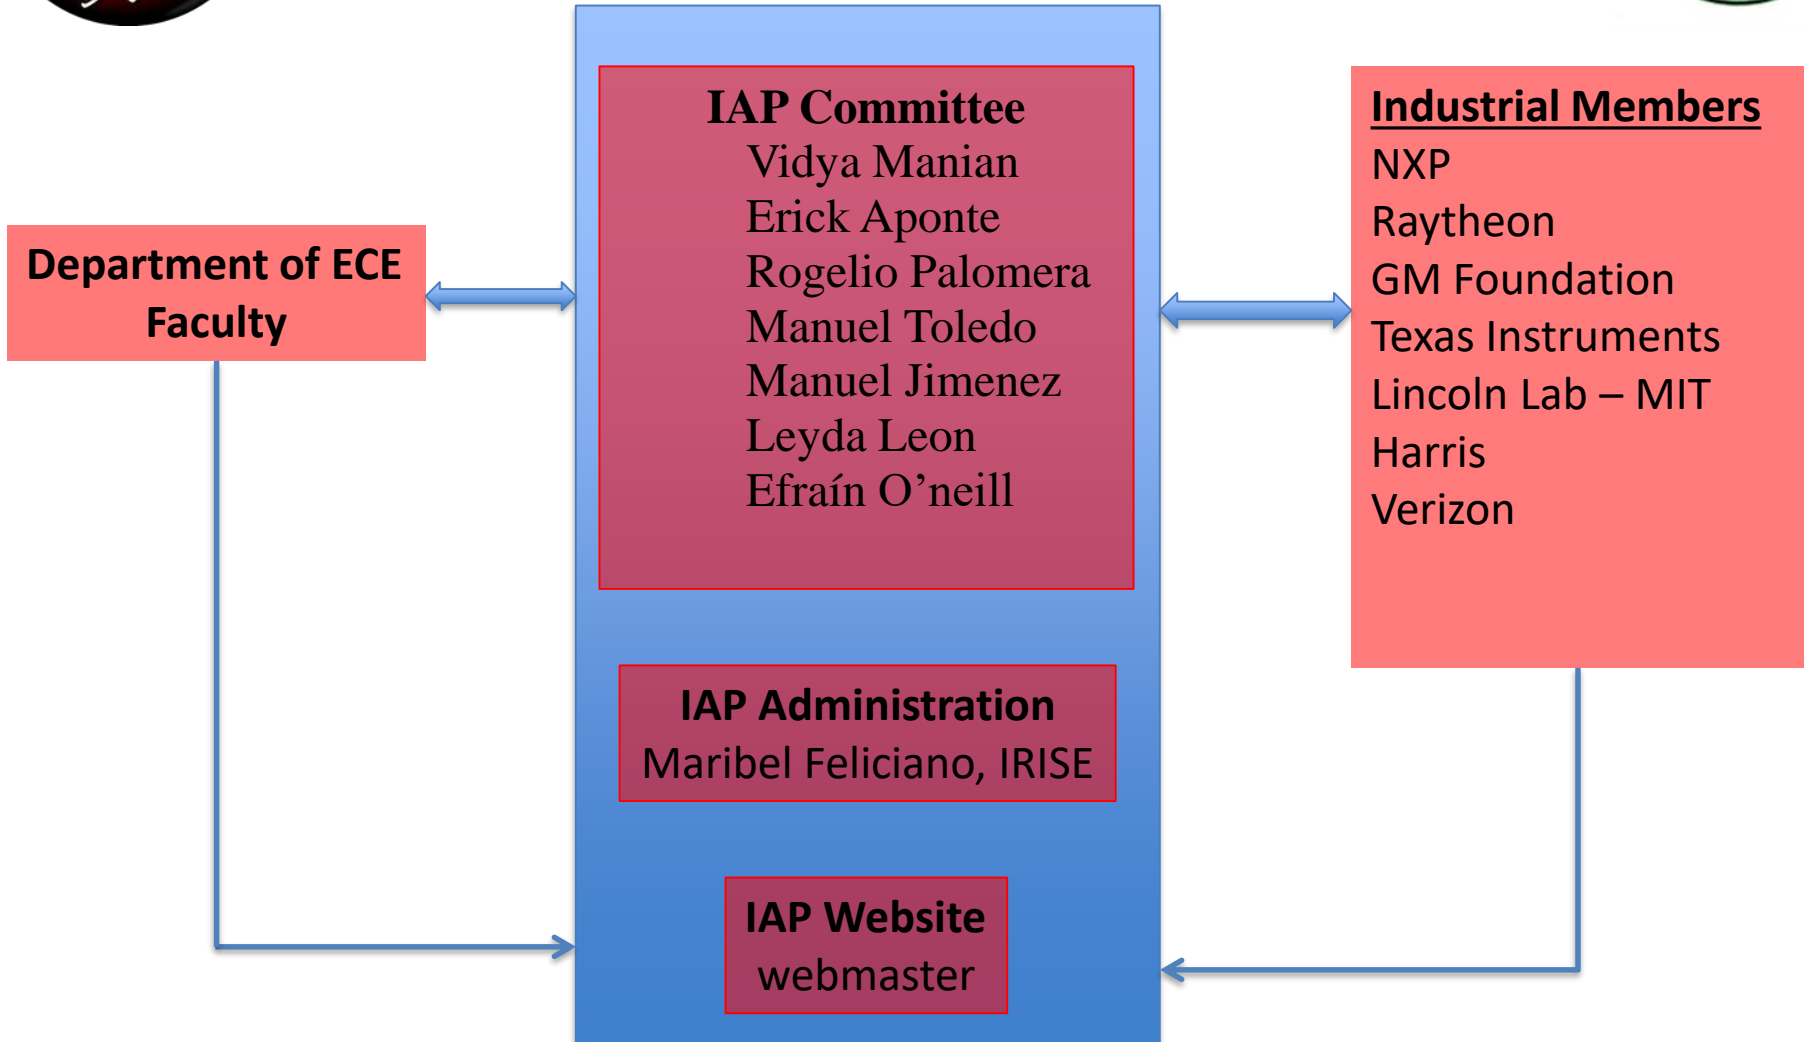 Department of ECE
Faculty
IAP Committee
Vidya Manian
Erick Aponte
Rogelio Palomera
Manuel Toledo
Manuel Jimenez
Leyda Leon
Efraín O’neill
IAP Administration
Maribel Feliciano, IRISE
IAP Website
webmaster
Industrial Members
NXP
Raytheon
GM Foundation
Texas Instruments
Lincoln Lab – MIT
Harris
Verizon